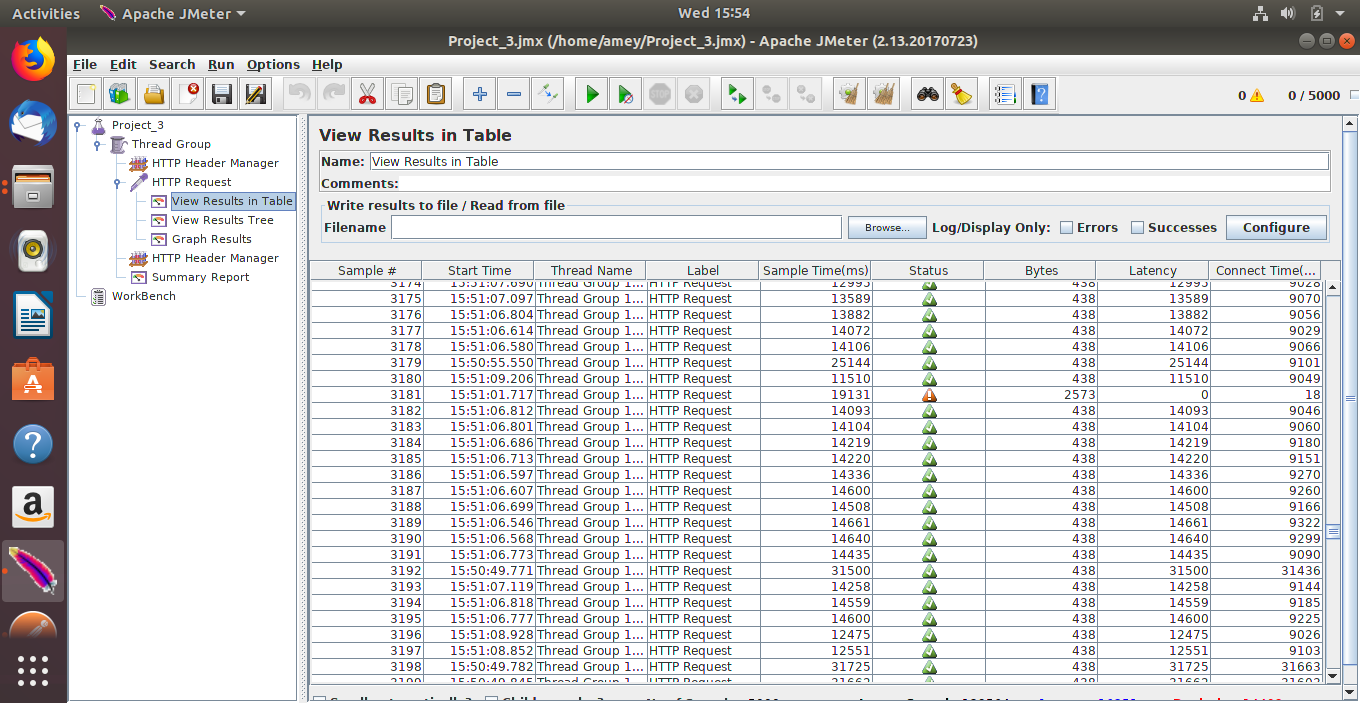 Activities Apache JMeter Wed 15:54
Project_3.jmx (/home/amey/Project_3.jmx) - Apache JMeter (2.13.20170723)
File Edit Search Run Options Help
0 0 / 5000
Project_3
Thread Group
HTTP Header Manager
HTTP Request
View Results in Table
View Results Tree
Graph Results
HTTP Header Manager
Summary Report
WorkBench
View Results in Table
Name: View Results in Table
Comments:
Write results to file / Read from file
Filename Browse... Log/Display Only: Errors Successes Configure
Sample # Start Time Thread Name Label Sample Time(ms) Status Bytes Latency Connect Time(...
3174 15:51:07.690 Thread Group 1... HTTP Request 12995 438 12995 9028
3175 15:51:07.097 Thread Group 1... HTTP Request 13589 438 13589 9070
3176 15:51:06.804 Thread Group 1... HTTP Request 13882 438 13882 9056
3177 15:51:06.614 Thread Group 1... HTTP Request 14072 438 14072 9029
3178 15:51:06.580 Thread Group 1... HTTP Request 14106 438 14106 9066
3179 15:50:55.550 Thread Group 1... HTTP Request 25144 438 25144 9101
3180 15:51:09.206 Thread Group 1... HTTP Request 11510 438 11510 9049
3181 15:51:01.717 Thread Group 1... HTTP Request 19131 2573 0 18
3182 15:51:06.812 Thread Group 1... HTTP Request 14093 438 14093 9046
3183 15:51:06.801 Thread Group 1... HTTP Request 14104 438 14104 9060
3184 15:51:06.686 Thread Group 1... HTTP Request 14219 438 14219 9180
3185 15:51:06.713 Thread Group 1... HTTP Request 14220 438 14220 9151
3186 15:51:06.597 Thread Group 1... HTTP Request 14336 438 14336 9270
3187 15:51:06.607 Thread Group 1... HTTP Request 14600 438 14600 9260
3188 15:51:06.699 Thread Group 1... HTTP Request 14508 438 14508 9166
3189 15:51:06.546 Thread Group 1... HTTP Request 14661 438 14661 9322
3190 15:51:06.568 Thread Group 1... HTTP Request 14640 438 14640 9299
3191 15:51:06.773 Thread Group 1... HTTP Request 14435 438 14435 9090
3192 15:50:49.771 Thread Group 1... HTTP Request 31500 438 31500 31436
3193 15:51:07.119 Thread Group 1... HTTP Request 14258 438 14258 9144
3194 15:51:06.818 Thread Group 1... HTTP Request 14559 438 14559 9185
3195 15:51:06.777 Thread Group 1... HTTP Request 14600 438 14600 9225
3196 15:51:08.928 Thread Group 1... HTTP Request 12475 438 12475 9026
3197 15:51:08.852 Thread Group 1... HTTP Request 12551 438 12551 9103
3198 15:50:49.782 Thread Group 1... HTTP Request 31725 438 31725 31663